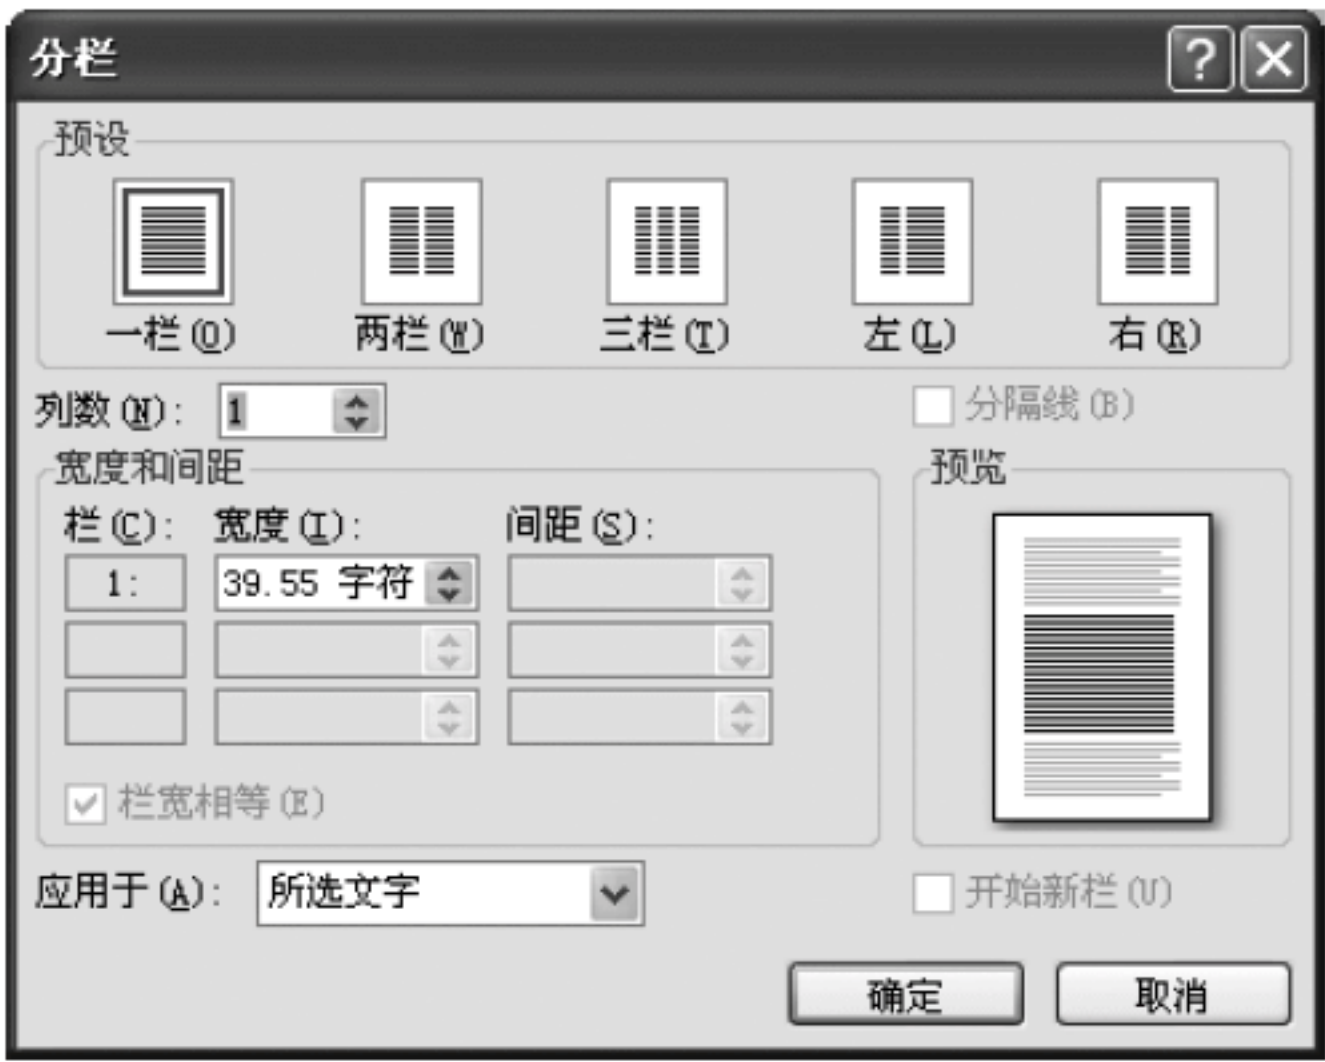 分栏
预设
一栏(O) 两栏(W) 三栏(T) 左(L) 右(R)
列数(N): 1 分隔线(B)
宽度和间距 预览
栏(C): 宽度(I): 间距(S):
1: 39.55 字符
栏宽相等(E)
应用于(A): 所选文字 开始新栏(U)
确定 取消